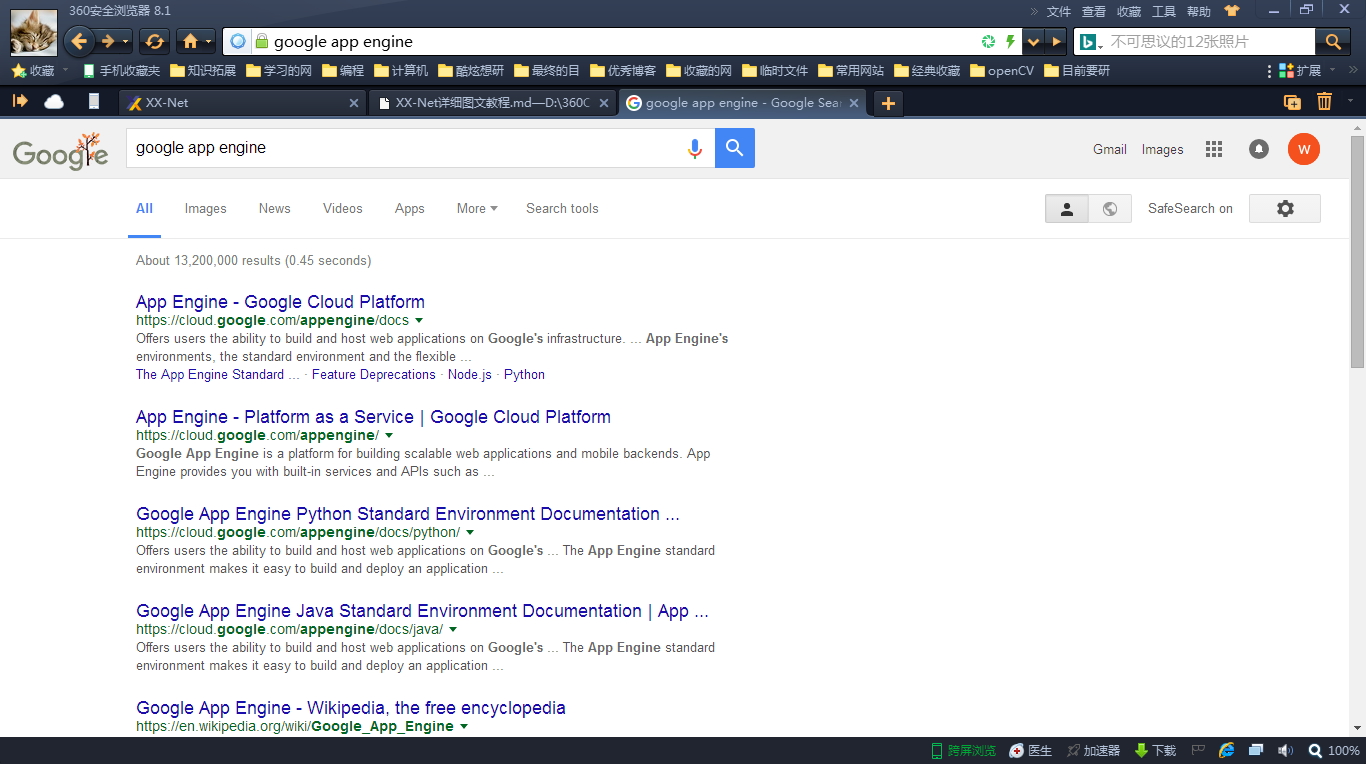 360安全浏览器 8.1
» 文件 查看 收藏 工具 帮助
google app engine
不可思议的12张照片
收藏 手机收藏夹 知识拓展 学习的网 编程 计算机 酷炫想研 最终的目 优秀博客 收藏的网 临时文件 常用网站 经典收藏 openCV 目前要研 扩展 »
XX-Net XX-Net详细图文教程.md—D:\360C google app engine - Google Sea
Google google app engine Gmail Images W
All Images News Videos Apps More Search tools SafeSearch on
About 13,200,000 results (0.45 seconds)
App Engine - Google Cloud Platform
https://cloud.google.com/appengine/docs
Offers users the ability to build and host web applications on Google's infrastructure. ... App Engine's
environments, the standard environment and the flexible ...
The App Engine Standard ... · Feature Deprecations · Node.js · Python
App Engine - Platform as a Service | Google Cloud Platform
https://cloud.google.com/appengine/
Google App Engine is a platform for building scalable web applications and mobile backends. App
Engine provides you with built-in services and APIs such as ...
Google App Engine Python Standard Environment Documentation ...
https://cloud.google.com/appengine/docs/python/
Offers users the ability to build and host web applications on Google's ... The App Engine standard
environment makes it easy to build and deploy an application ...
Google App Engine Java Standard Environment Documentation | App ...
https://cloud.google.com/appengine/docs/java/
Offers users the ability to build and host web applications on Google's ... The App Engine standard
environment makes it easy to build and deploy an application ...
Google App Engine - Wikipedia, the free encyclopedia
https://en.wikipedia.org/wiki/Google_App_Engine
跨屏浏览 医生 加速器 下载 100%